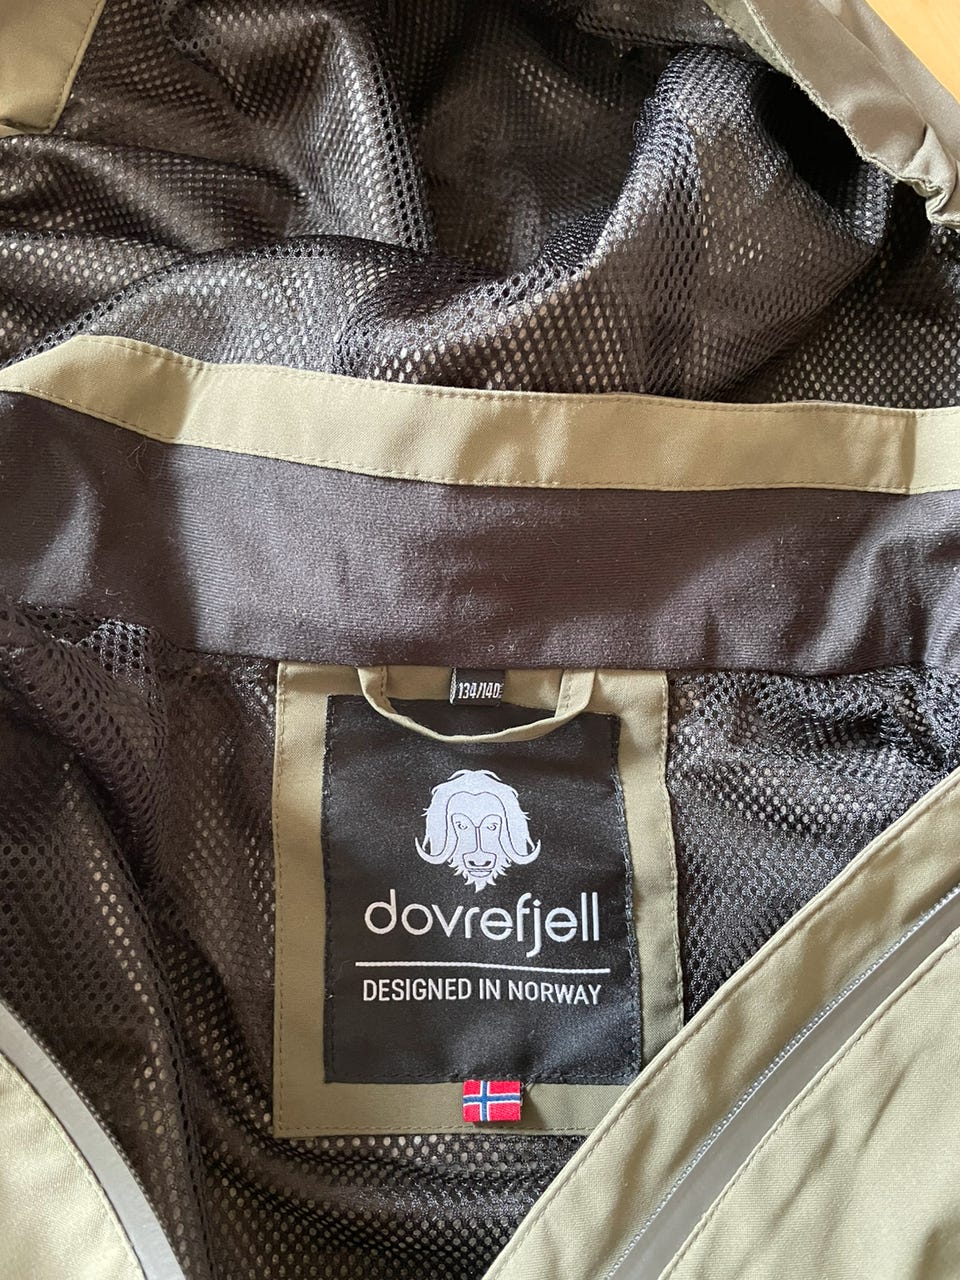 134/140
dovrefjell
DESIGNED IN NORWAY